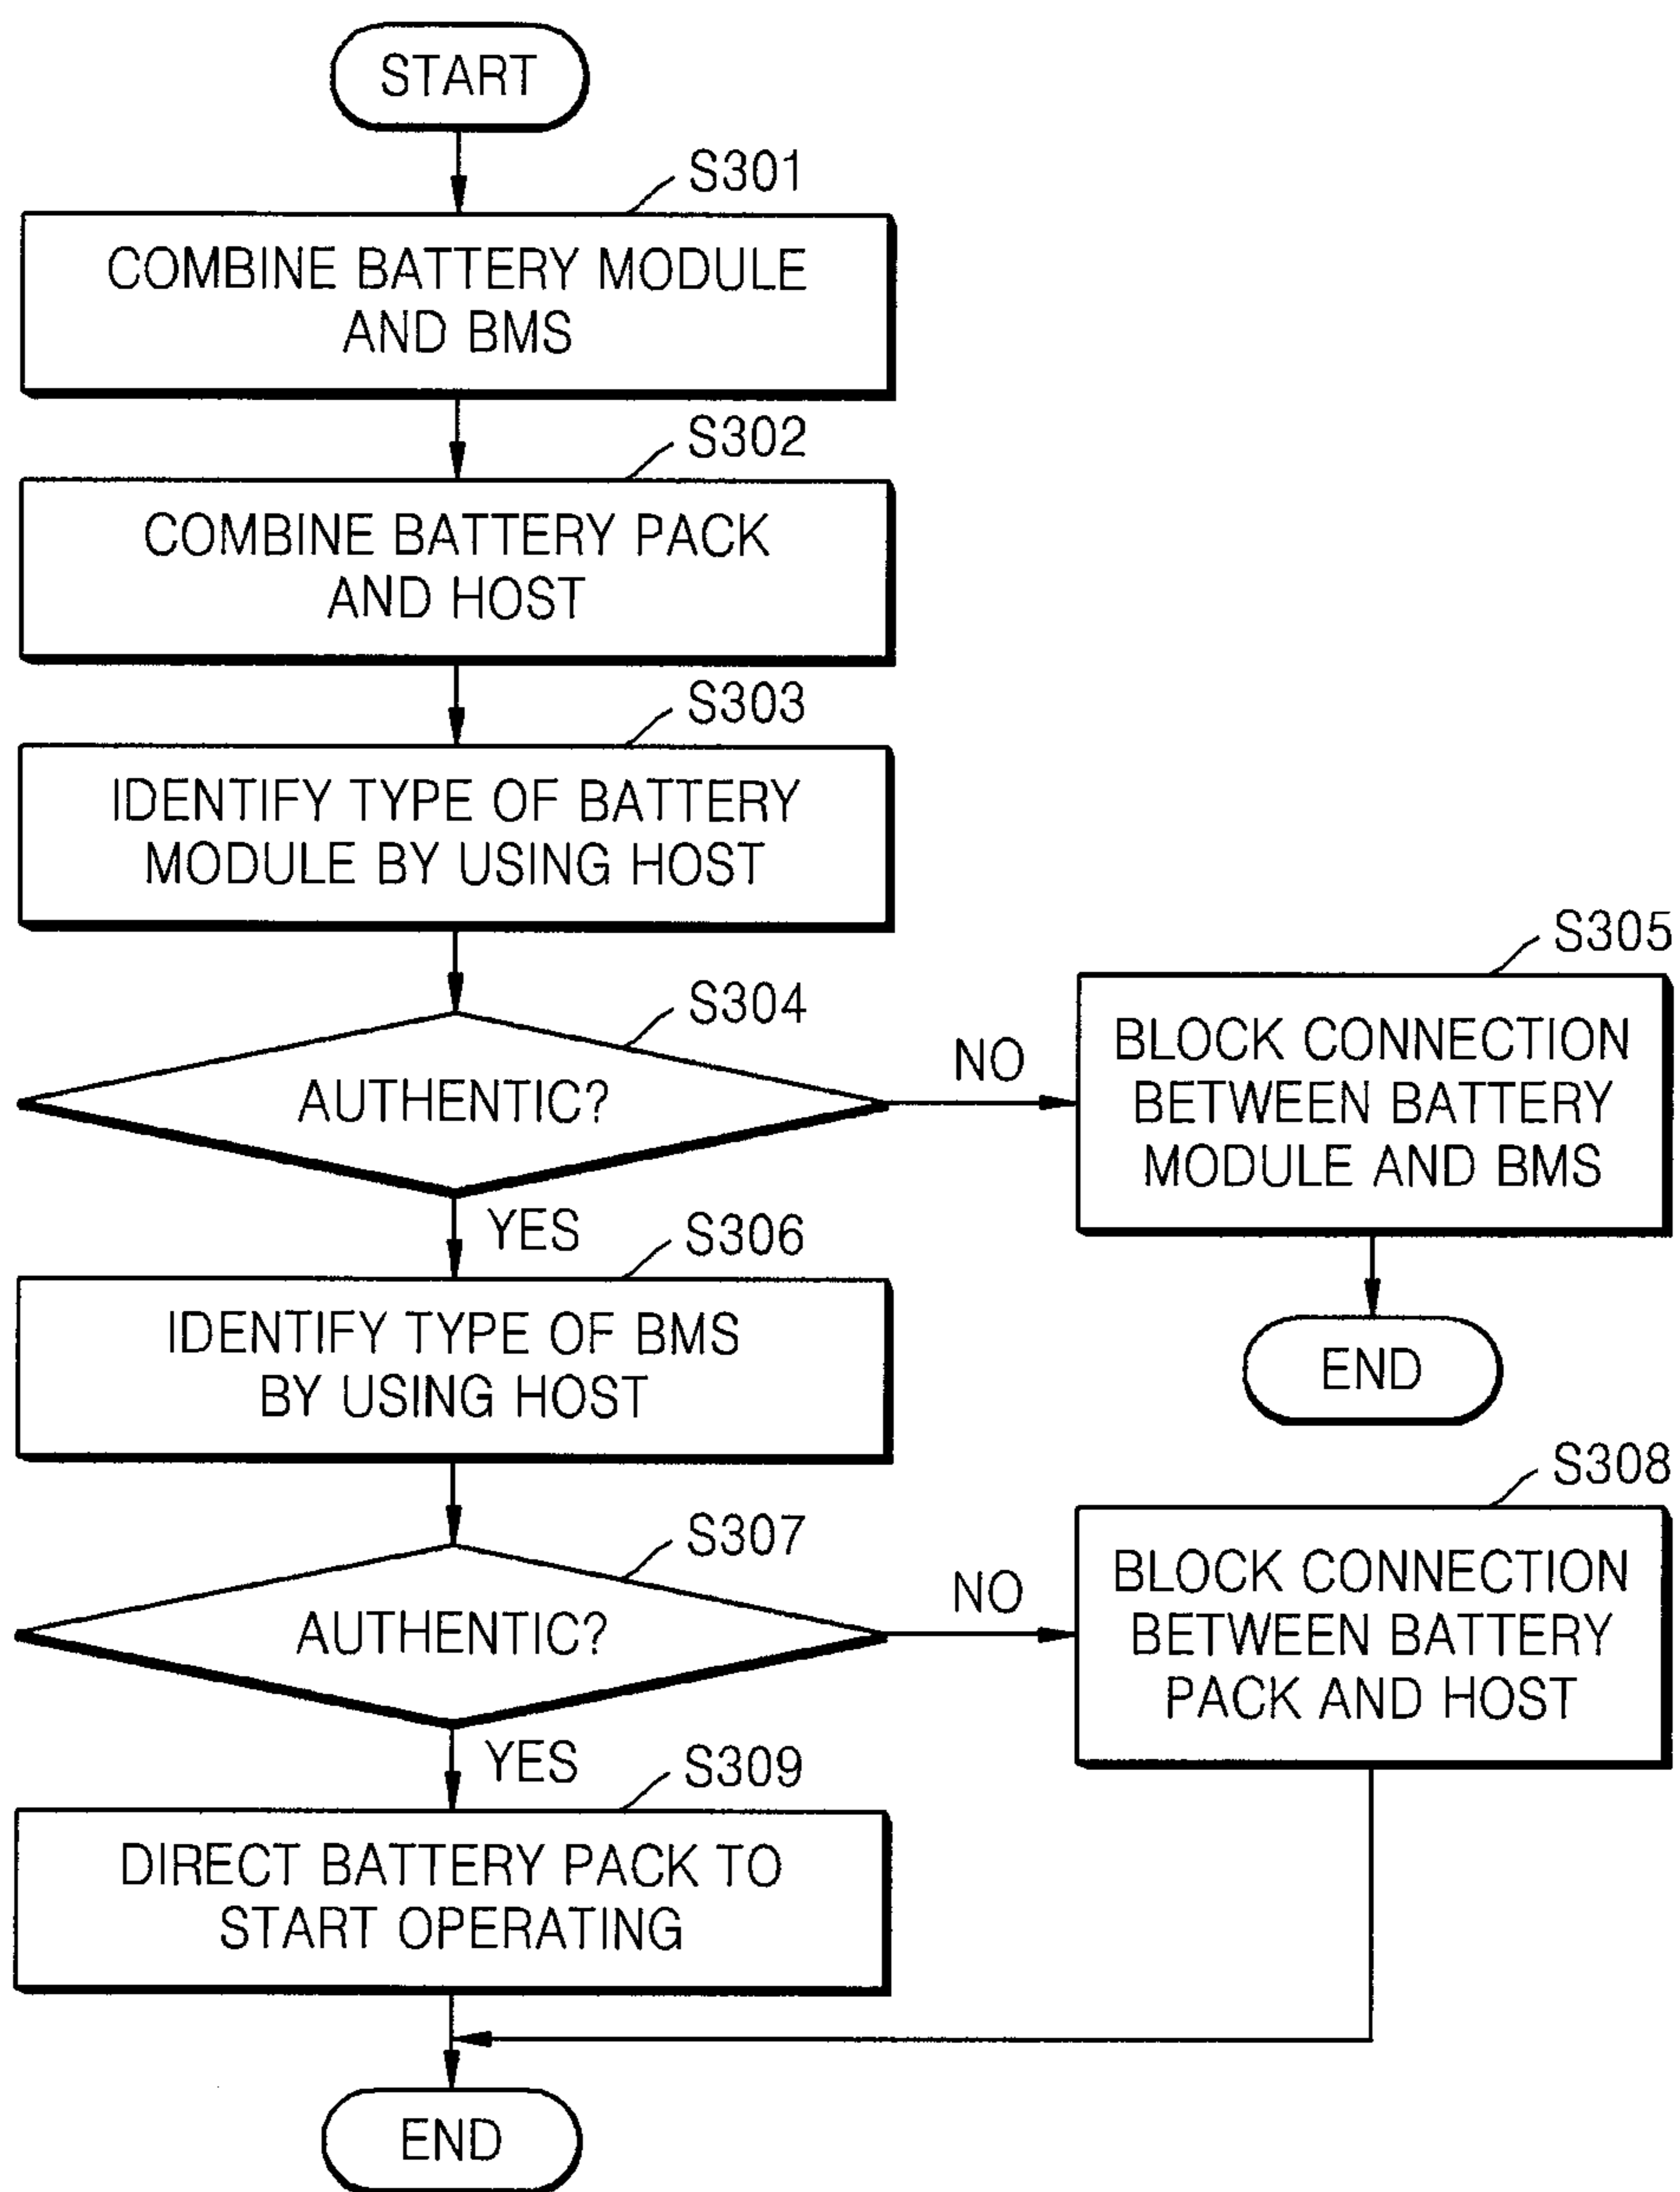 START
S301
COMBINE BATTERY MODULE
AND BMS
S302
COMBINE BATTERY PACK
AND HOST
S303
IDENTIFY TYPE OF BATTERY
MODULE BY USING HOST
S304
AUTHENTIC?
NO
S305
BLOCK CONNECTION
BETWEEN BATTERY
MODULE AND BMS
END
YES
S306
IDENTIFY TYPE OF BMS
BY USING HOST
S307
AUTHENTIC?
NO
S308
BLOCK CONNECTION
BETWEEN BATTERY
PACK AND HOST
YES
S309
DIRECT BATTERY PACK TO
START OPERATING
END